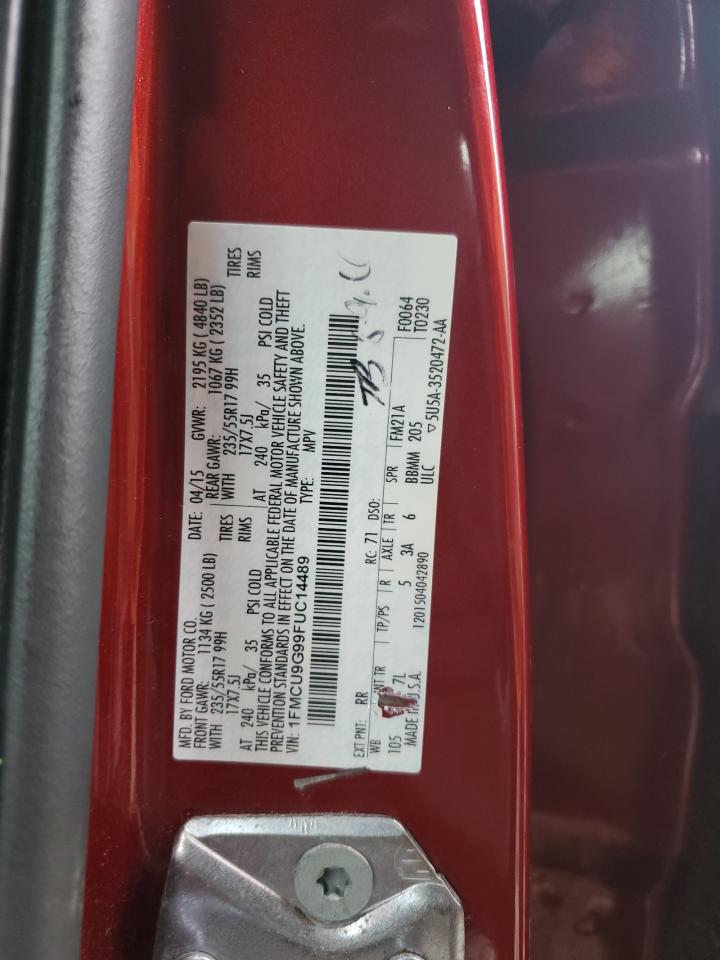 MFD. BY FORD MOTOR CO.
DATE: 04/15 GVWR: 2195 KG ( 4840 LB)
FRONT GAWR: 1134 KG ( 2500 LB) REAR GAWR: 1067 KG ( 2352 LB)
WITH 235/55R17 99H TIRES WITH 235/55R17 99H TIRES
17X7.5J RIMS 17X7.5J RIMS
AT 240 kPa/ 35 PSI COLD AT 240 kPa/ 35 PSI COLD
THIS VEHICLE CONFORMS TO ALL APPLICABLE FEDERAL MOTOR VEHICLE SAFETY AND THEFT
PREVENTION STANDARDS IN EFFECT ON THE DATE OF MANUFACTURE SHOWN ABOVE.
VIN: 1FMCU9G99FUC14489 TYPE: MPV
EXT PNT: RR RC: 71 DSO:
WB INT TR TP/PS R AXLE TR SPR FM21A F0064
105 7L 5 3A 6 BBMM 205 T0230
MADE IN U.S.A. 1201504042890 ULC ▽5U5A-3520472-AA